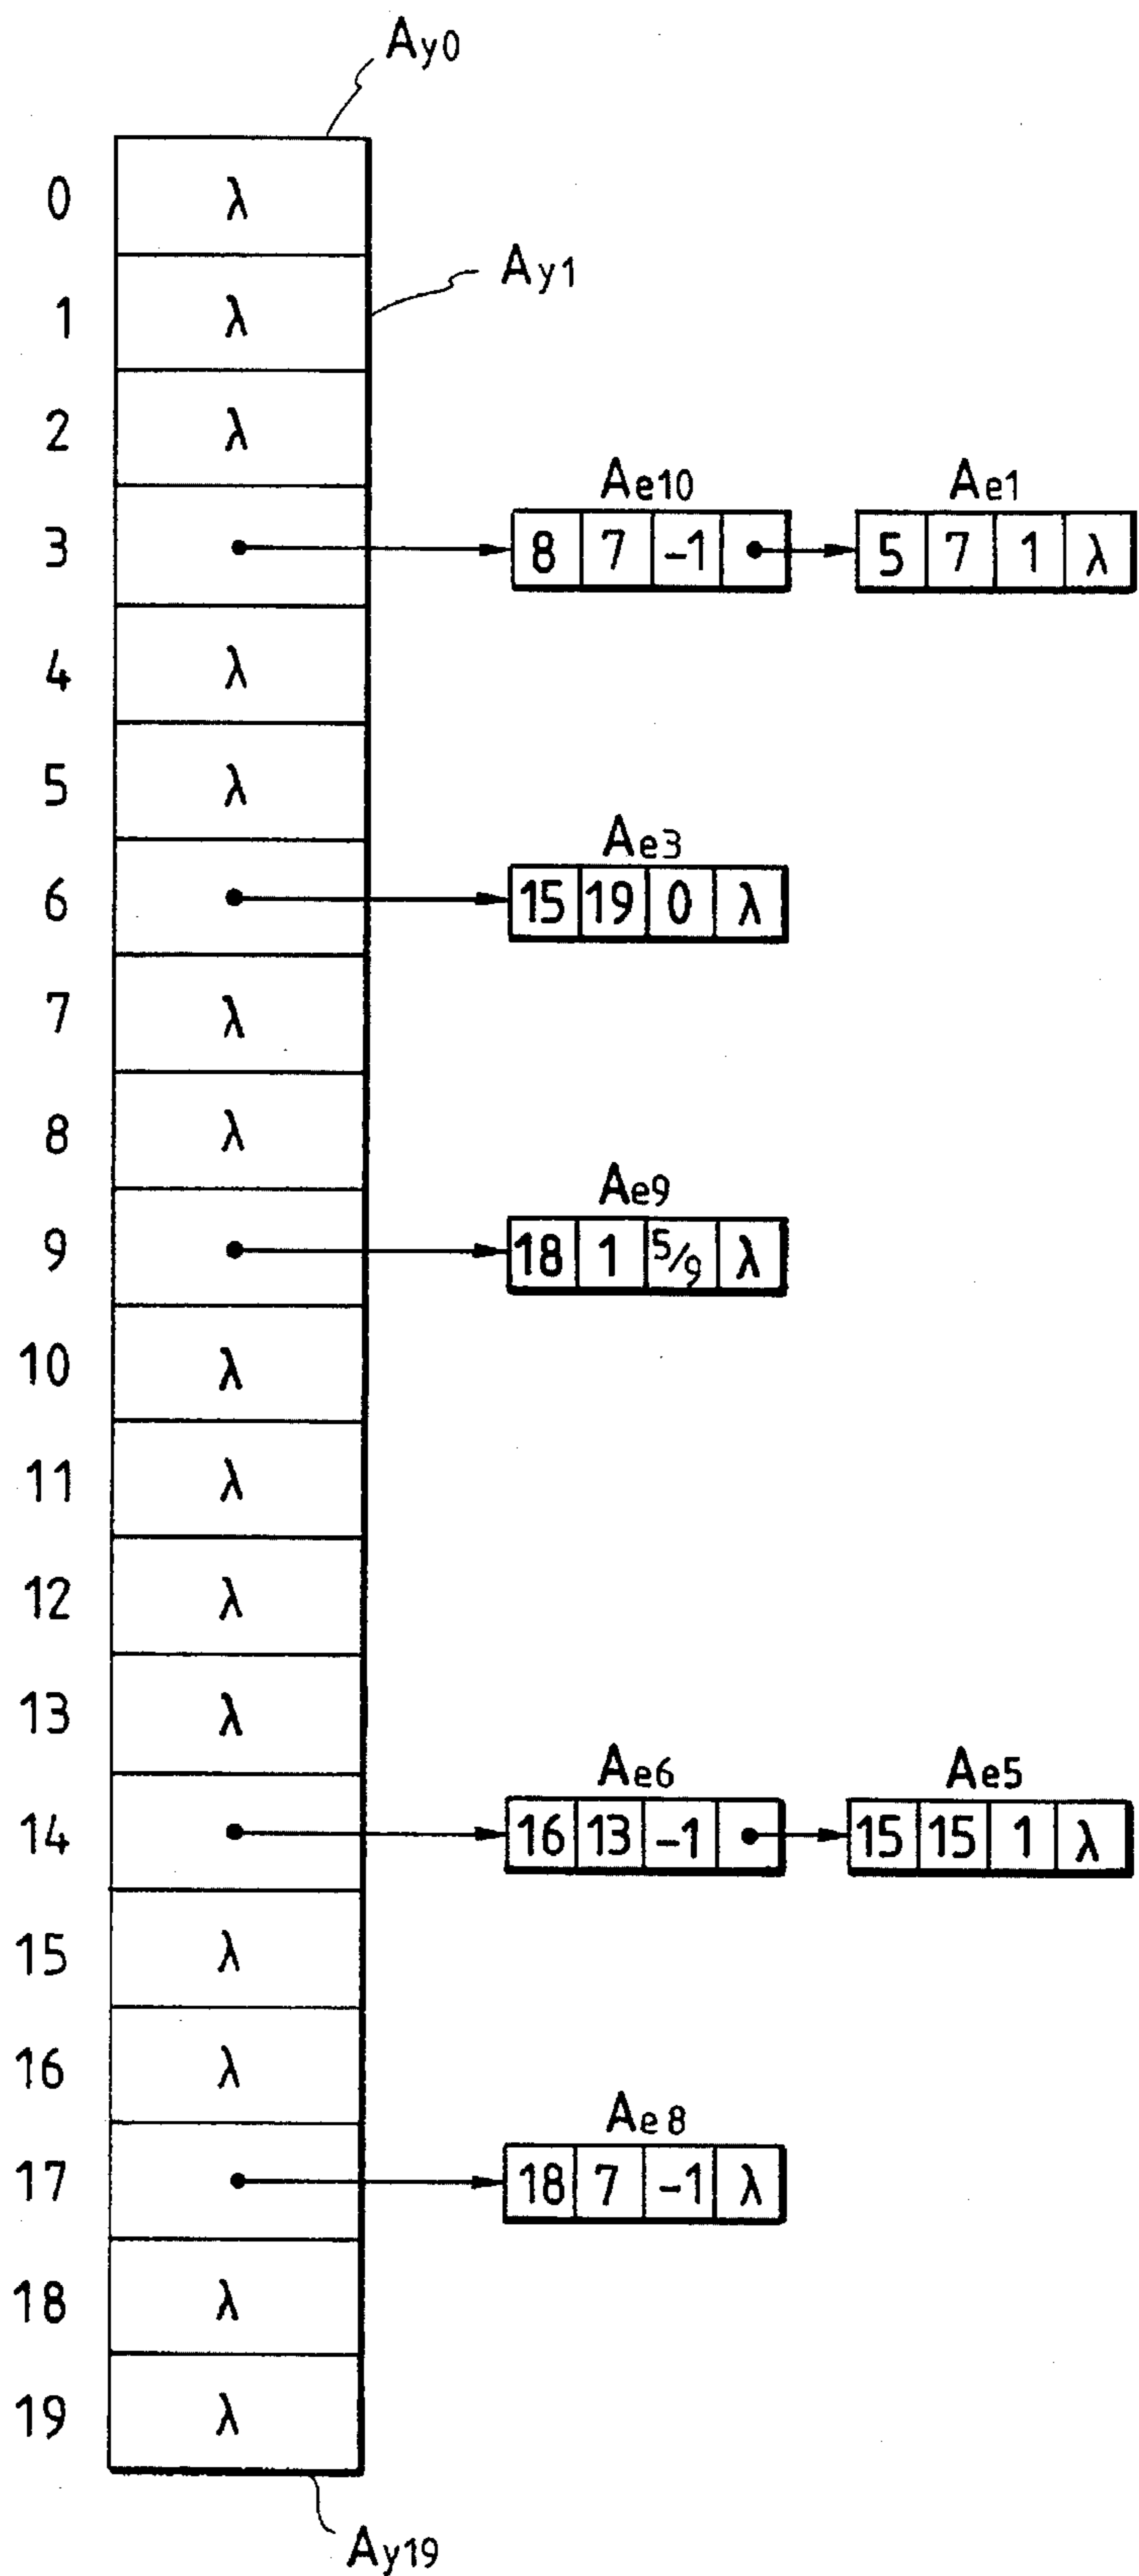 Ay0
0 λ
Ay1
1 λ
2 λ
Ae10 Ae1
3 8 7 -1 5 7 1 λ
4 λ
5 λ
Ae3
6 15 19 0 λ
7 λ
8 λ
Ae9
9 18 1 5/9 λ
10 λ
11 λ
12 λ
13 λ
Ae6 Ae5
14 16 13 -1 15 15 1 λ
15 λ
16 λ
Ae8
17 18 7 -1 λ
18 λ
19 λ
Ay19